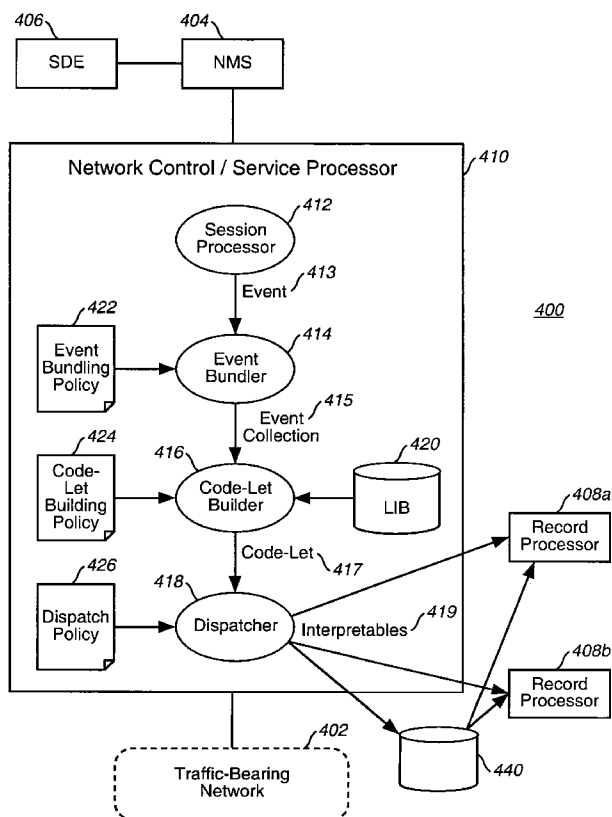 406
404
SDE
NMS
410
Network Control / Service Processor
412
Session
Processor
413
Event
400
422
414
Event
Bundling
Policy
Event
Bundler
415
Event
Collection
424
416
420
Code-
Let
Building
Policy
Code-Let
Builder
LIB
408a
Record
Processor
Code-Let
417
426
418
Dispatch
Policy
Dispatcher
Interpretables
419
408b
Record
Processor
402
Traffic-Bearing
Network
440